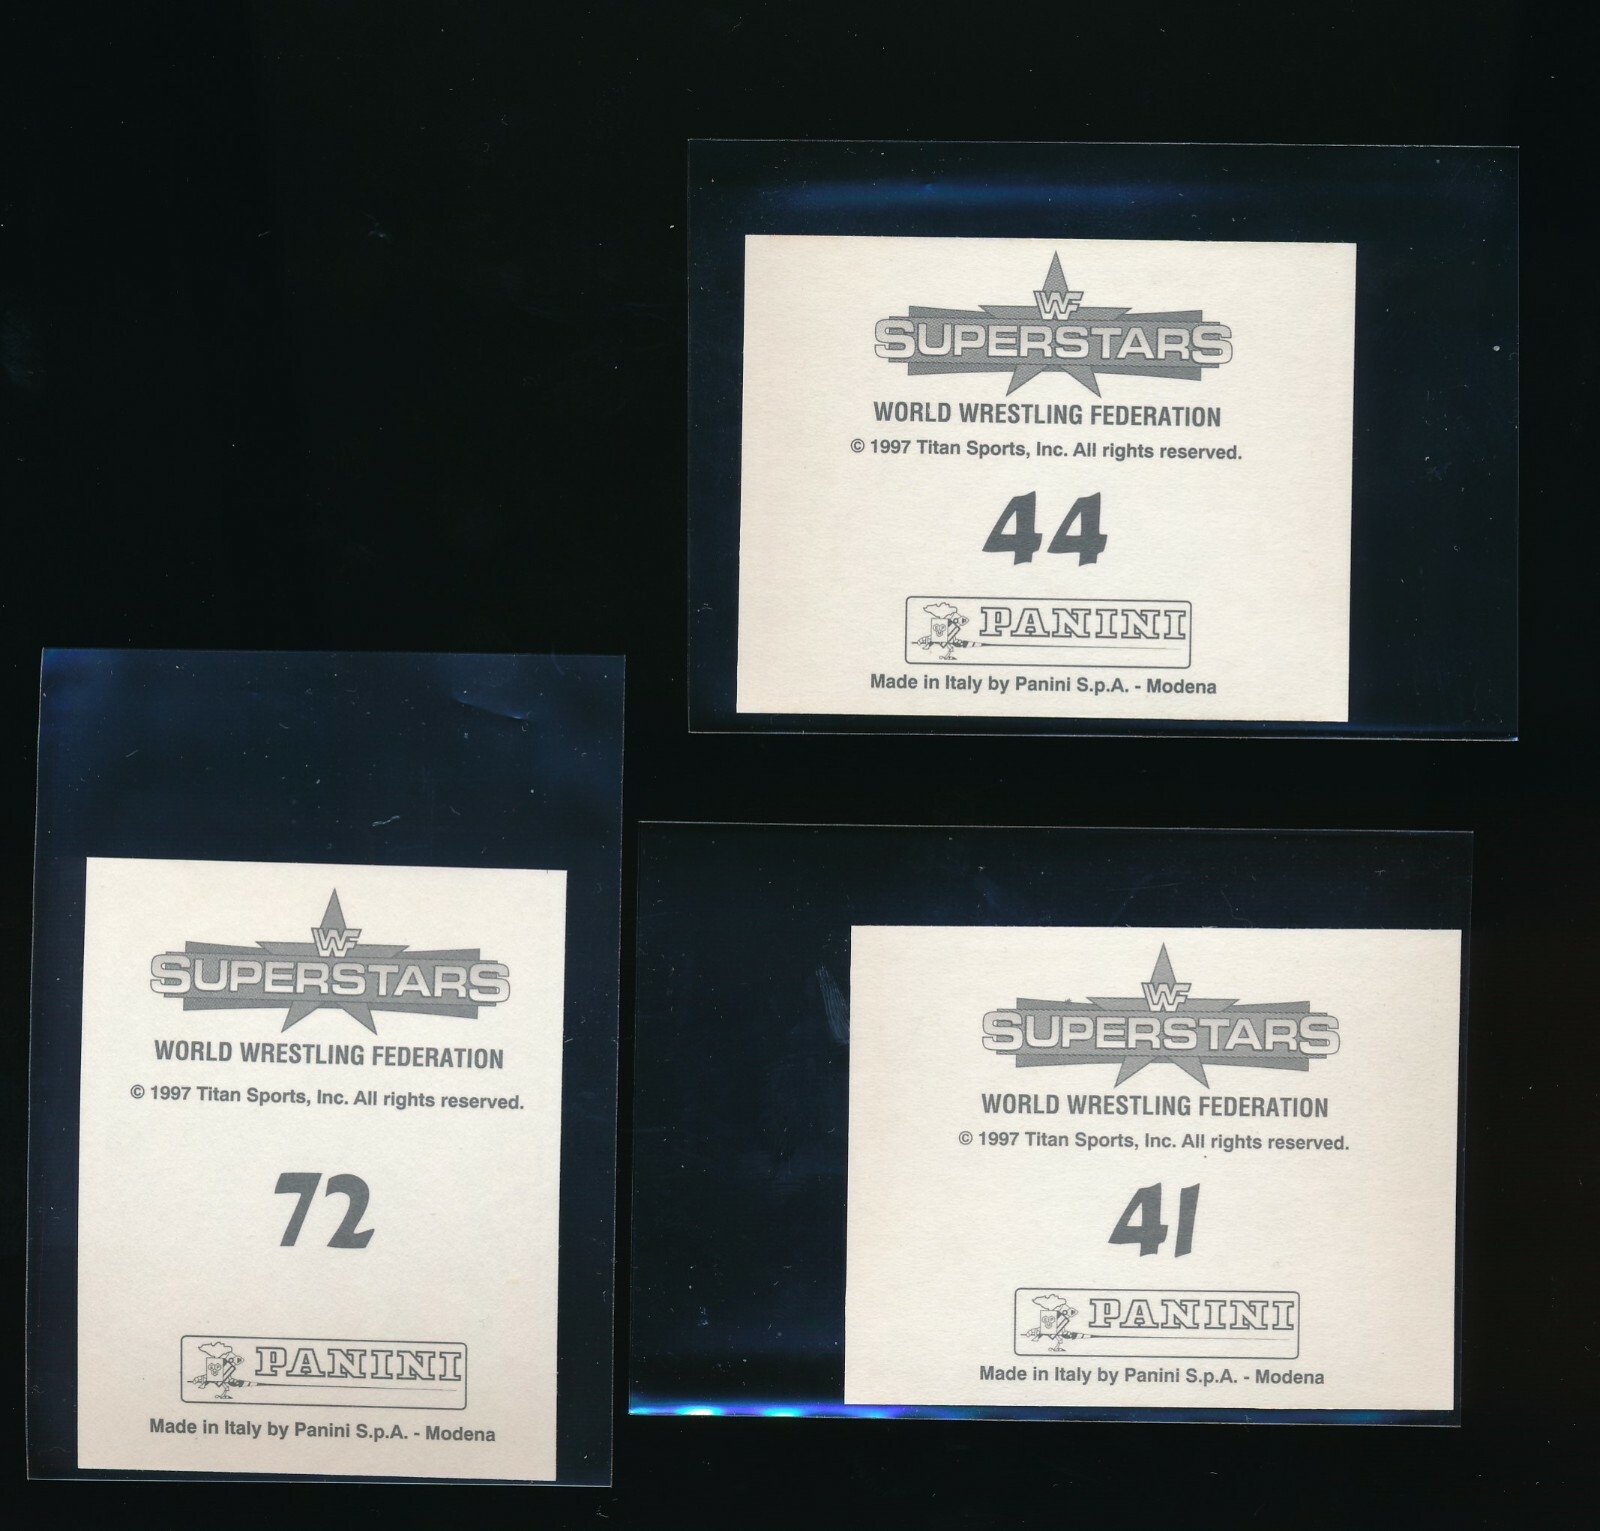 WF
SUPERSTARS
WORLD WRESTLING FEDERATION
© 1997 Titan Sports, Inc. All rights reserved.
44
PANINI
Made in Italy by Panini S.p.A. - Modena
WF
SUPERSTARS
WORLD WRESTLING FEDERATION
© 1997 Titan Sports, Inc. All rights reserved.
72
PANINI
Made in Italy by Panini S.p.A. - Modena
WF
SUPERSTARS
WORLD WRESTLING FEDERATION
© 1997 Titan Sports, Inc. All rights reserved.
41
PANINI
Made in Italy by Panini S.p.A. - Modena